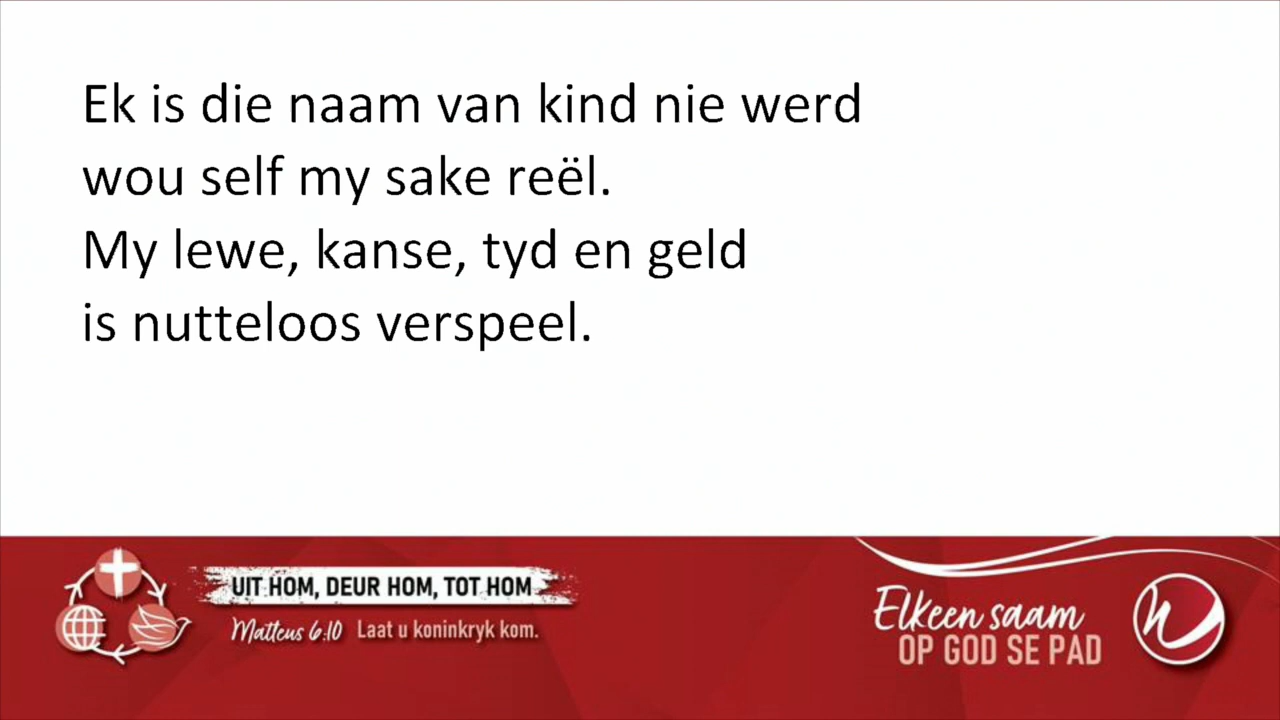 Ek is die naam van kind nie werd
wou self my sake reël.
My lewe, kanse, tyd en geld
is nutteloos verspeel.
UIT HOM, DEUR HOM, TOT HOM
Matteus 6:10 Laat u koninkryk kom.
Elkeen saam
OP GOD SE PAD